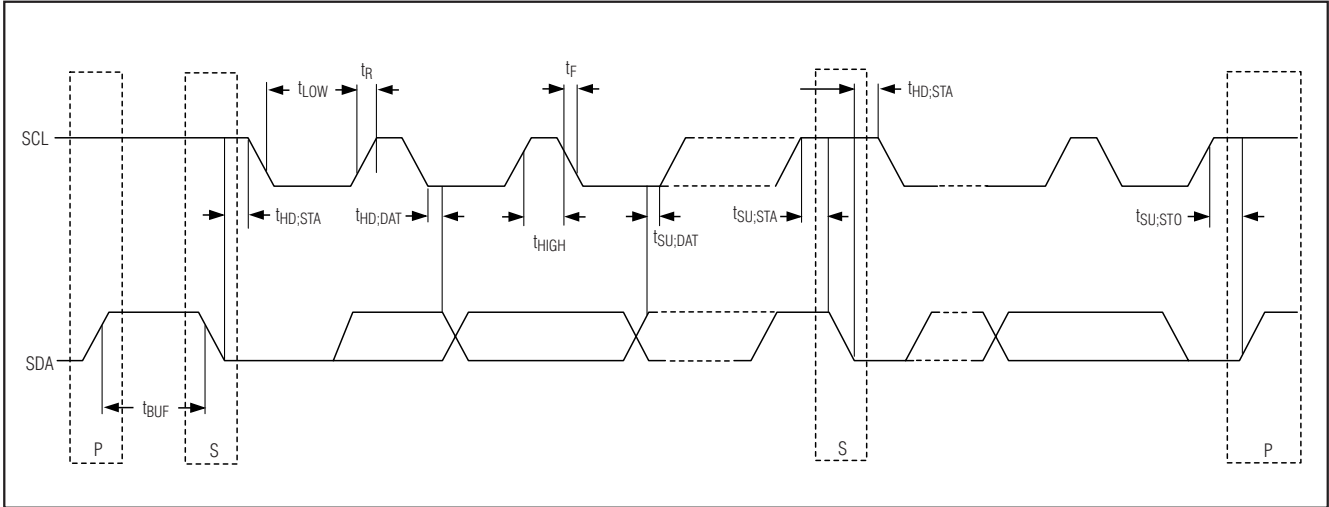 tR
tF
tLOW
tHD;STA
SCL
tHD;STA
tHD;DAT
tHIGH
tSU;DAT
tSU;STA
tSU;STO
SDA
tBUF
P
S
S
P